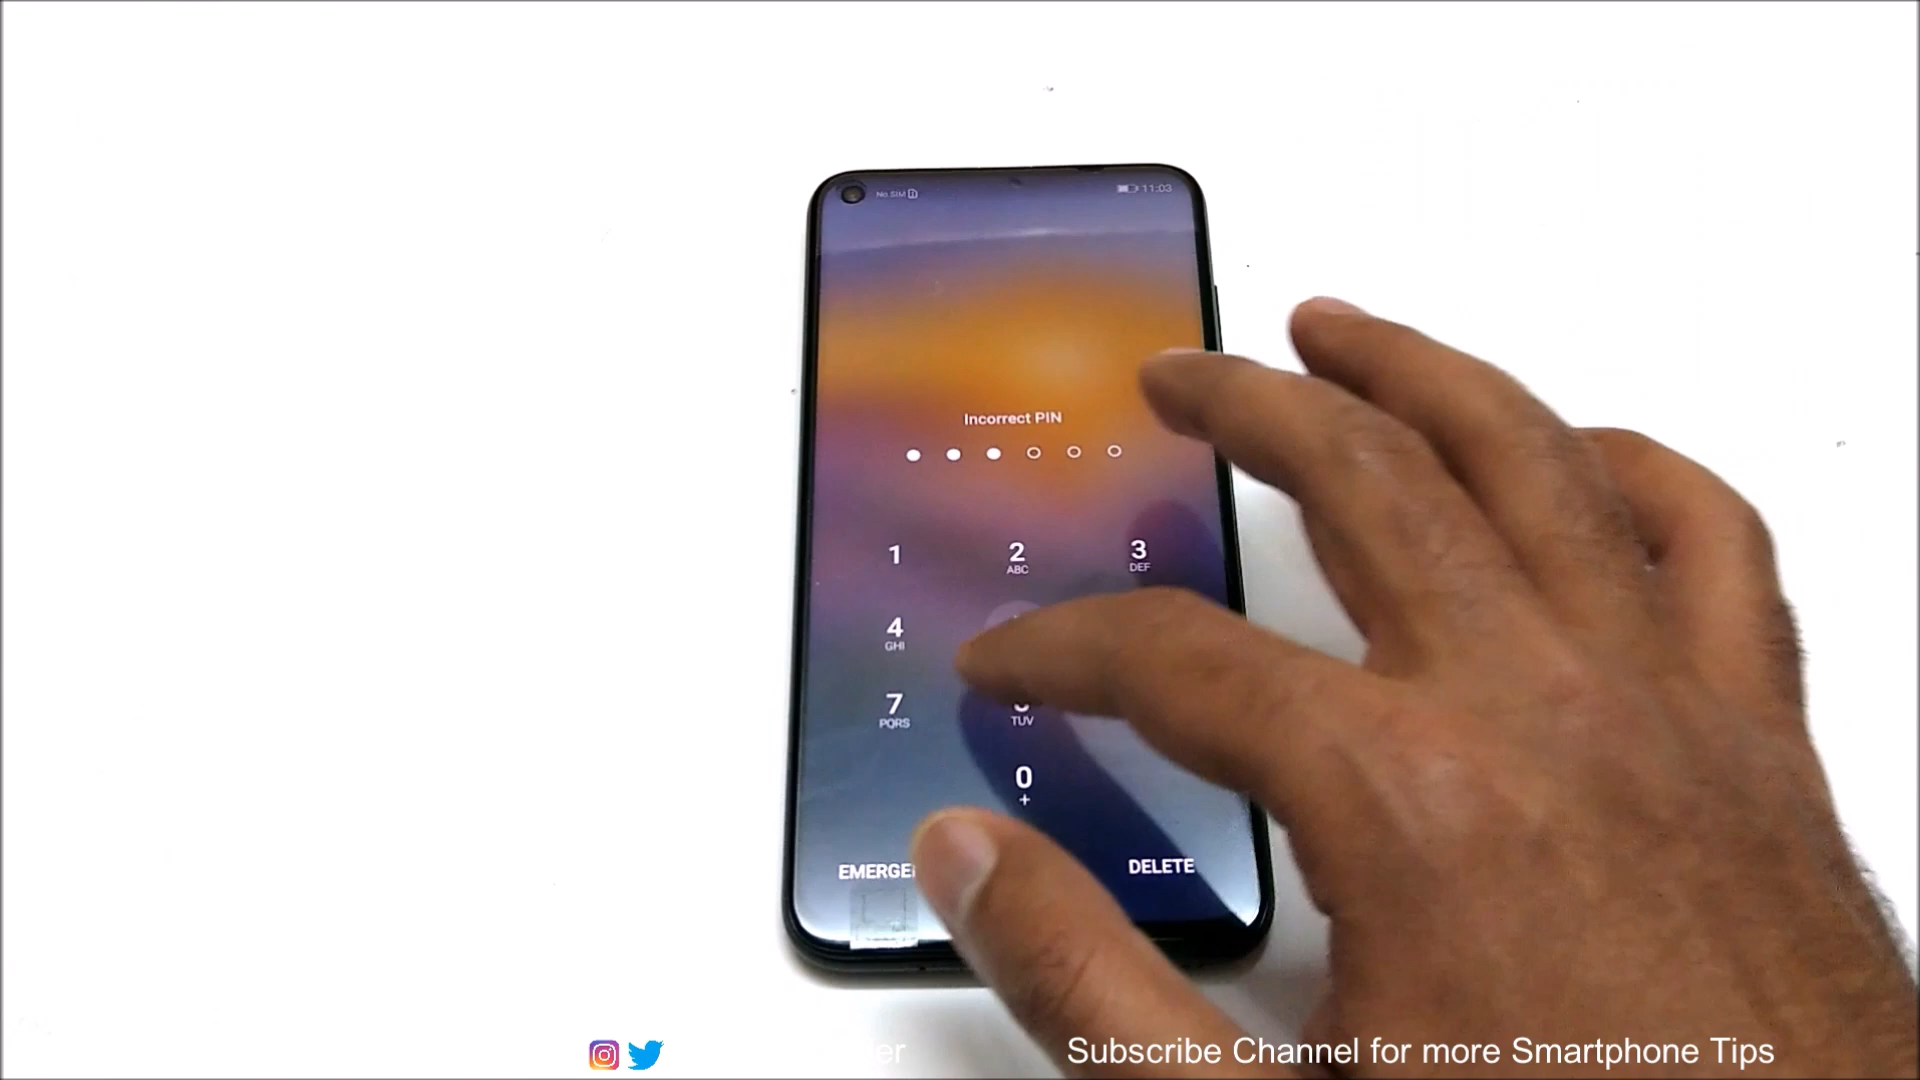 No SIM
11:03
Incorrect PIN
1
2
ABC
3
DEF
4
GHI
7
PQRS
TUV
0
+
DELETE
Subscribe Channel for more Smartphone Tips